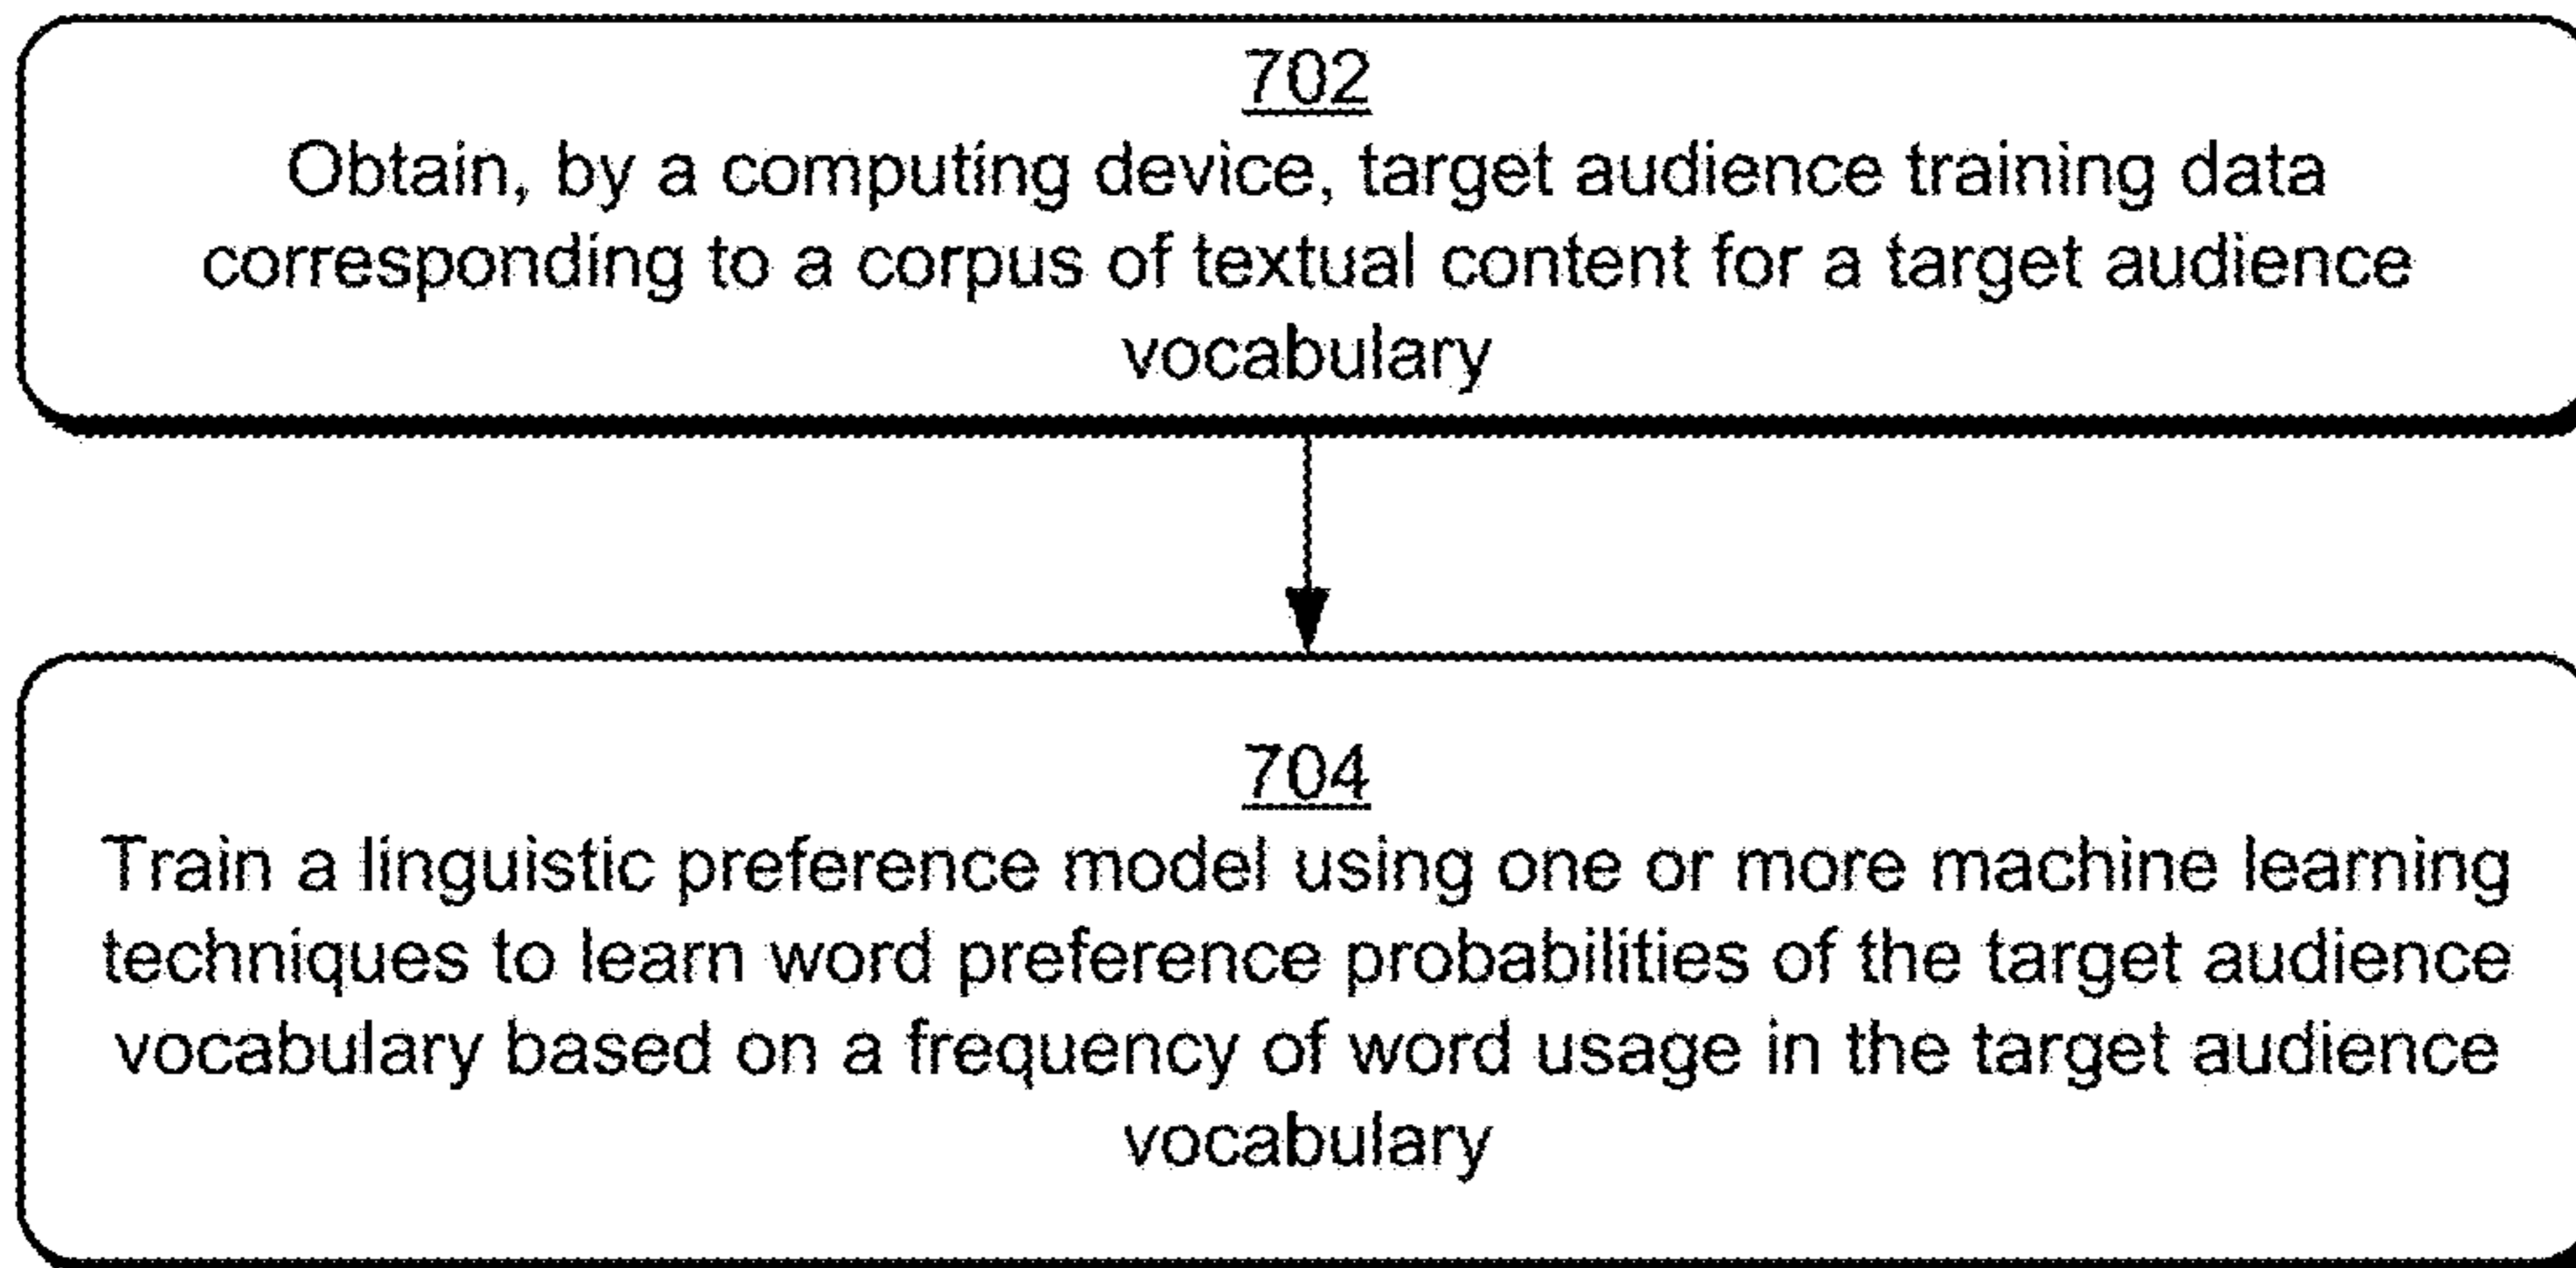 702
Obtain, by a computing device, target audience training data
corresponding to a corpus of textual content for a target audience
vocabulary
704
Train a linguistic preference model using one or more machine learning
techniques to learn word preference probabilities of the target audience
vocabulary based on a frequency of word usage in the target audience
vocabulary